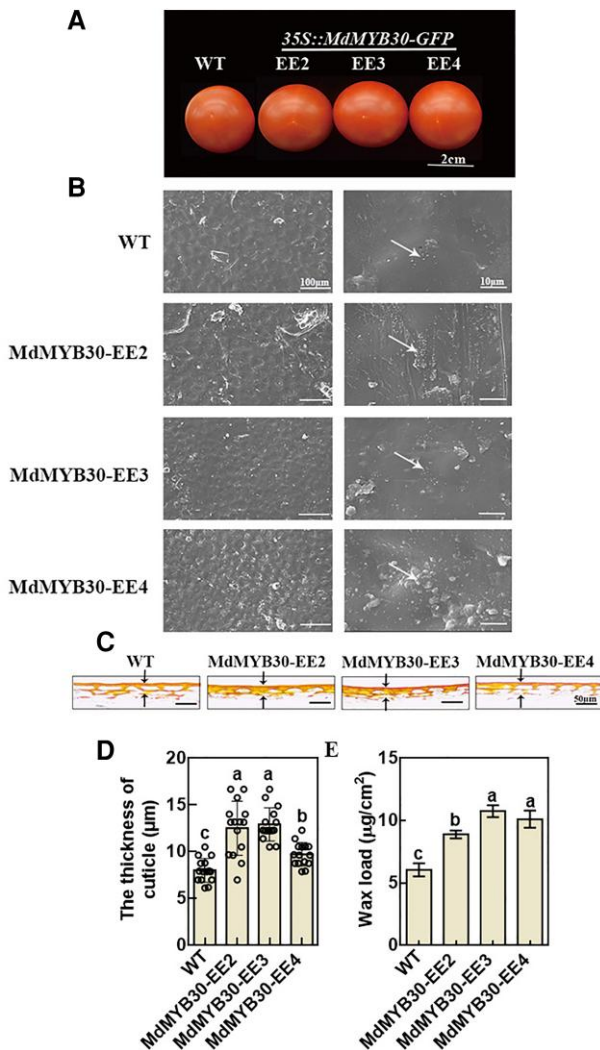 A
35S::MdMYB30-GFP
WT EE2 EE3 EE4
2cm
B
WT
100μm 10μm
MdMYB30-EE2
MdMYB30-EE3
MdMYB30-EE4
C
WT MdMYB30-EE2 MdMYB30-EE3 MdMYB30-EE4
50μm
D
The thickness of
cuticle (μm)
20
15
10
5
0
c a a b
WT
MdMYB30-EE2
MdMYB30-EE3
MdMYB30-EE4
E
Wax load (μg/cm²)
15
10
5
0
c b a a
WT
MdMYB30-EE2
MdMYB30-EE3
MdMYB30-EE4